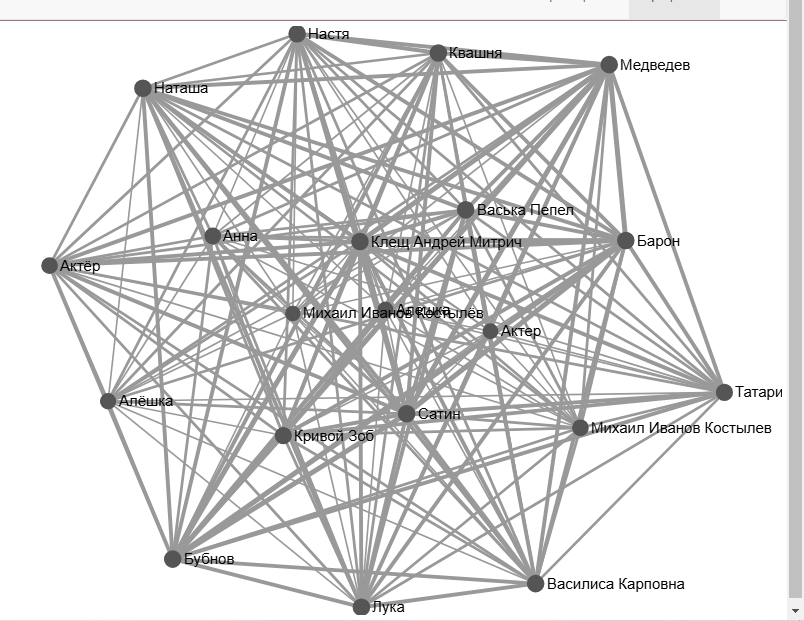 Настя
Квашня
Медведев
Наташа
Васька Пепел
Анна
Клещ Андрей Митрич
Барон
Актёр
Алешка
Михаил Иванов Костылёв
Актер
Татари
Алёшка
Сатин
Михаил Иванов Костылев
Кривой Зоб
Бубнов
Василиса Карповна
Лука